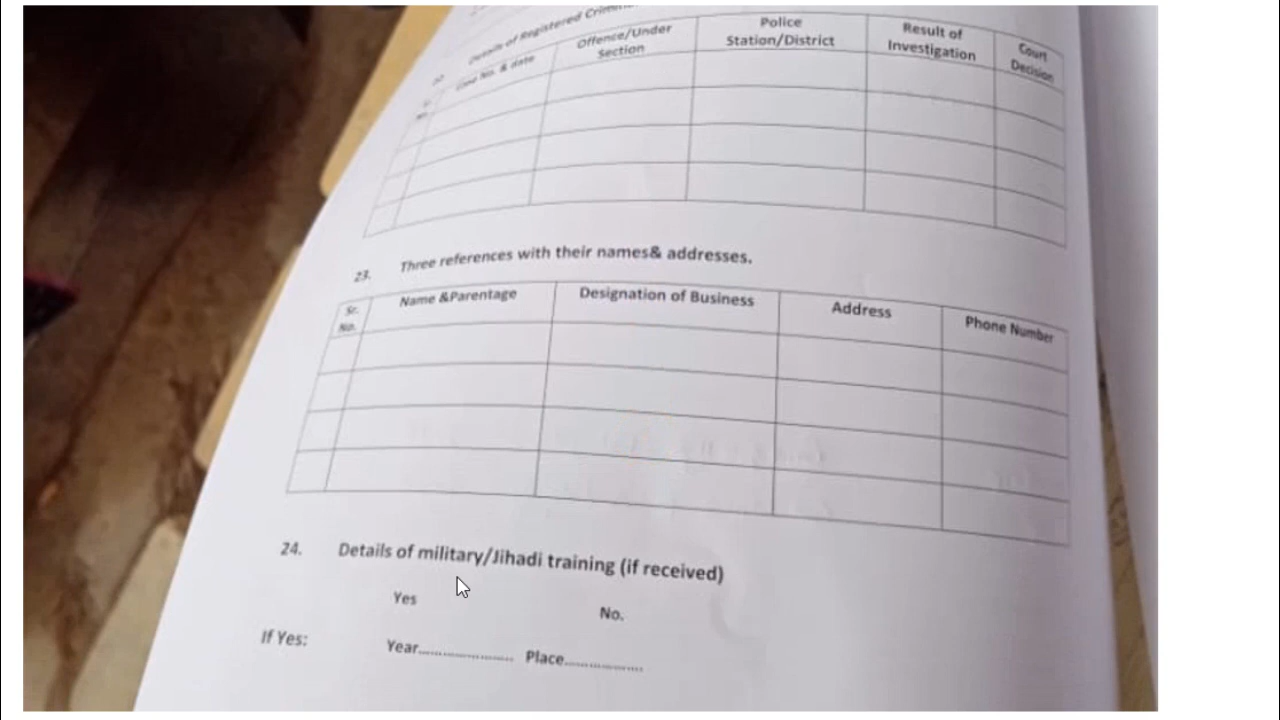 Details of Registered
Case No. & date
Offence/Under
Section
Police
Station/District
Result of
Investigation
Court
Decision
23. Three references with their names& addresses.
Sr.
No.
Name &Parentage
Designation of Business
Address
Phone Number
24. Details of military/Jihadi training (if received)
Yes No.
If Yes: Year........................ Place....................